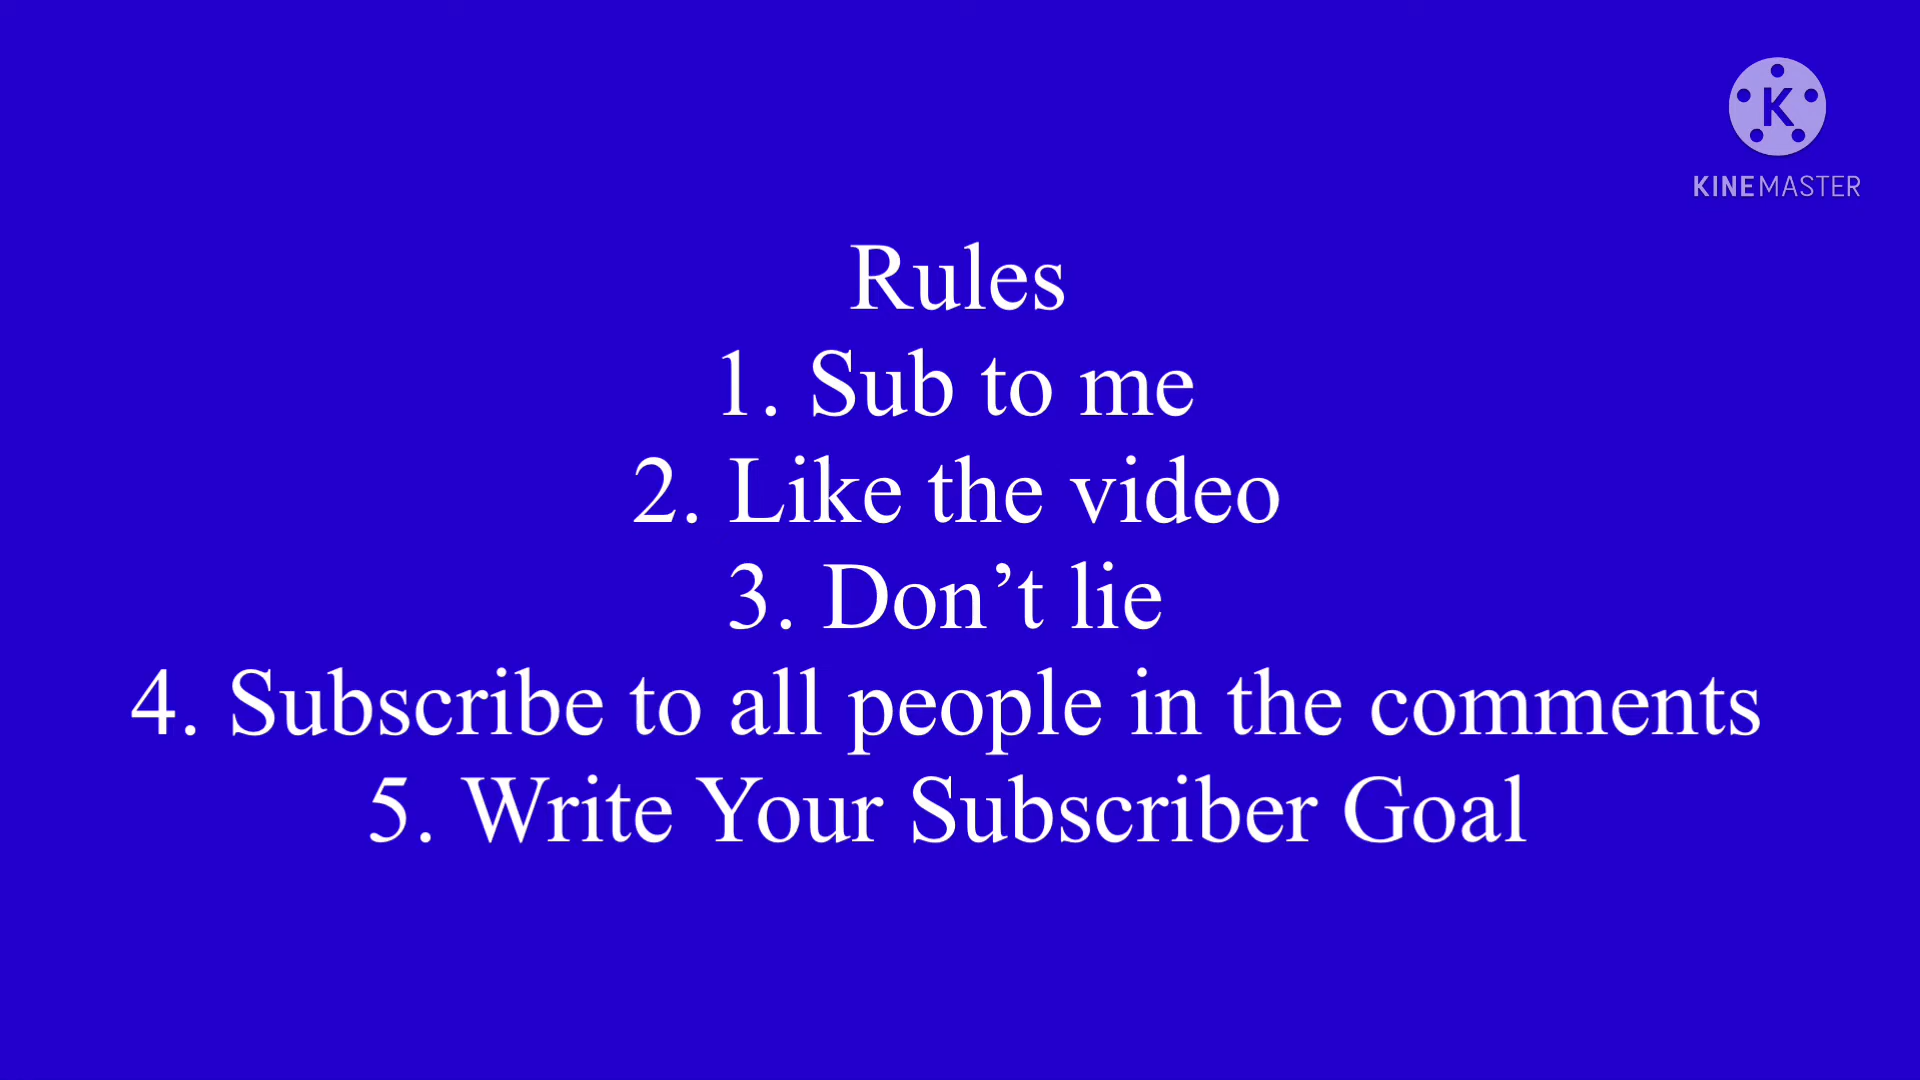 K
KINEMASTER
Rules
1. Sub to me
2. Like the video
3. Don’t lie
4. Subscribe to all people in the comments
5. Write Your Subscriber Goal